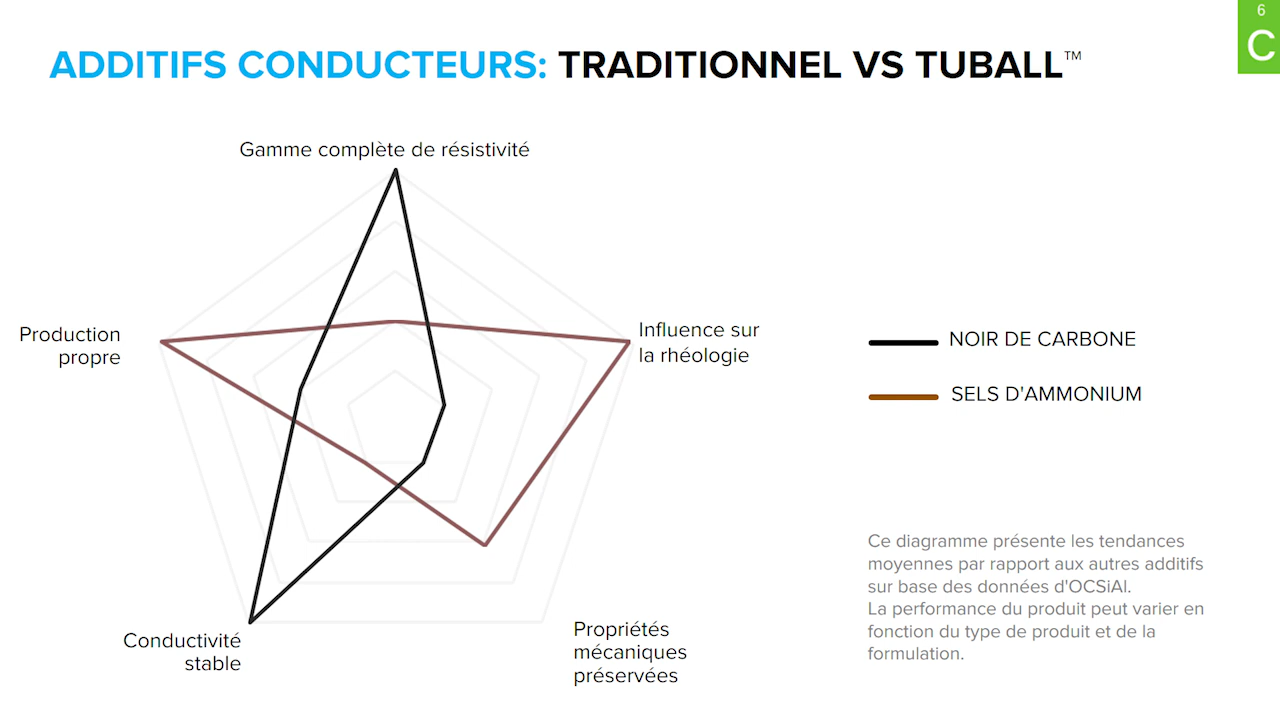 6
C
ADDITIFS CONDUCTEURS: TRADITIONNEL VS TUBALL™
Gamme complète de résistivité
Production
propre
Influence sur
la rhéologie
Conductivité
stable
Propriétés
mécaniques
préservées
NOIR DE CARBONE
SELS D'AMMONIUM
Ce diagramme présente les tendances
moyennes par rapport aux autres additifs
sur base des données d'OCSiAl.
La performance du produit peut varier en
fonction du type de produit et de la
formulation.